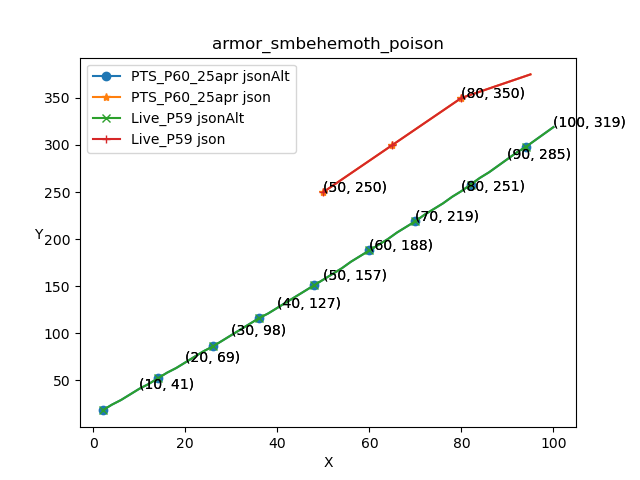 armor_smbehemoth_poison
PTS_P60_25apr jsonAlt
PTS_P60_25apr json
Live_P59 jsonAlt
Live_P59 json
(80, 350)
(50, 250)
(100, 319)
(90, 285)
(80, 251)
(70, 219)
(60, 188)
(50, 157)
(40, 127)
(30, 98)
(20, 69)
(10, 41)
350
300
250
200
150
100
50
Y
0 20 40 60 80 100
X